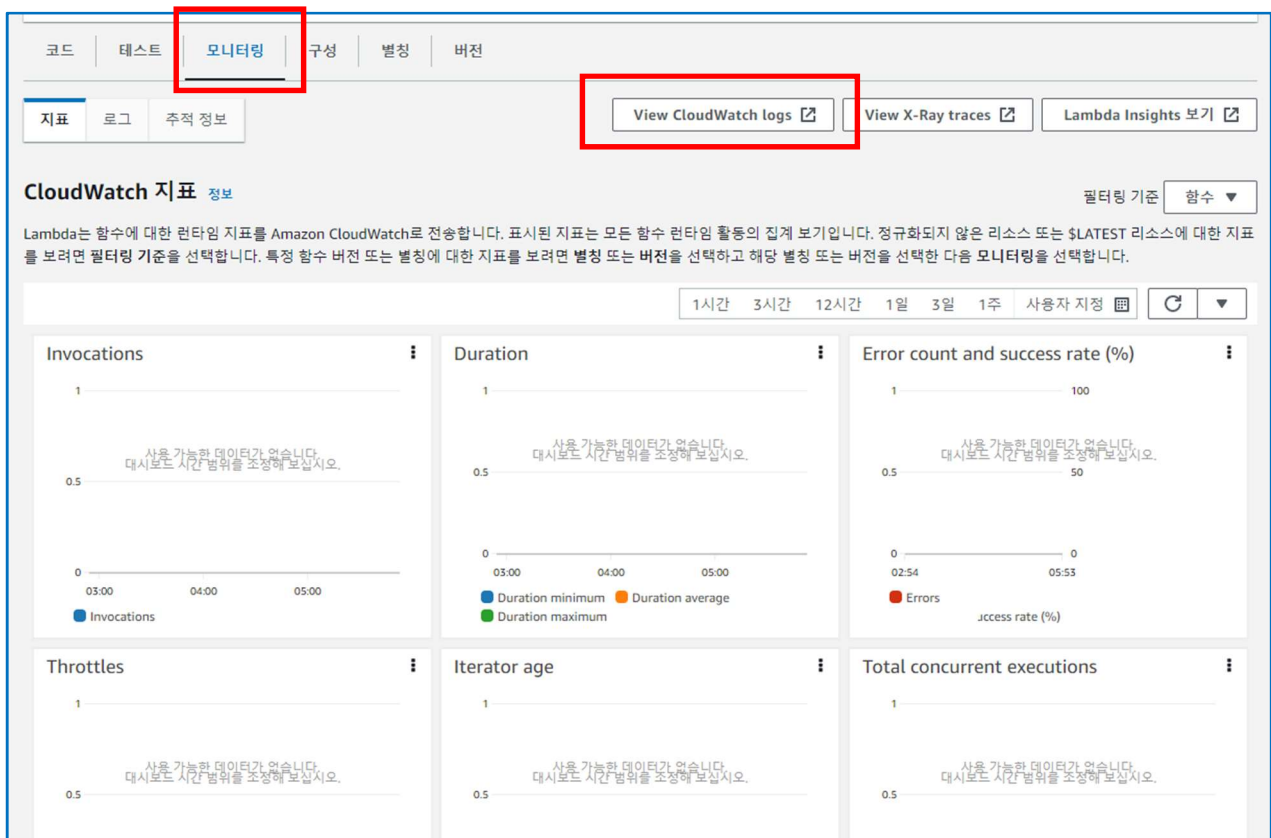 코드 테스트 모니터링 구성 별칭 버전
지표 로그 추적 정보 View CloudWatch logs View X-Ray traces Lambda Insights 보기
CloudWatch 지표 정보 필터링 기준 함수
Lambda는 함수에 대한 런타임 지표를 Amazon CloudWatch로 전송합니다. 표시된 지표는 모든 함수 런타임 활동의 집계 보기입니다. 정규화되지 않은 리소스 또는 $LATEST 리소스에 대한 지표
를 보려면 필터링 기준을 선택합니다. 특정 함수 버전 또는 별칭에 대한 지표를 보려면 별칭 또는 버전을 선택하고 해당 별칭 또는 버전을 선택한 다음 모니터링을 선택합니다.
1시간 3시간 12시간 1일 3일 1주 사용자 지정
Invocations
1
사용 가능한 데이터가 없습니다.
대시보드 시간 범위를 조정해 보십시오.
0.5
0
03:00 04:00 05:00
Invocations
Duration
1
사용 가능한 데이터가 없습니다.
대시보드 시간 범위를 조정해 보십시오.
0.5
0
03:00 04:00 05:00
Duration minimum Duration average
Duration maximum
Error count and success rate (%)
1 100
사용 가능한 데이터가 없습니다.
대시보드 시간 범위를 조정해 보십시오.
0.5 50
0 0
02:54 05:53
Errors
rate (%)
Throttles
1
사용 가능한 데이터가 없습니다.
대시보드 시간 범위를 조정해 보십시오.
0.5
Iterator age
1
사용 가능한 데이터가 없습니다.
대시보드 시간 범위를 조정해 보십시오.
0.5
Total concurrent executions
1
사용 가능한 데이터가 없습니다.
대시보드 시간 범위를 조정해 보십시오.
0.5